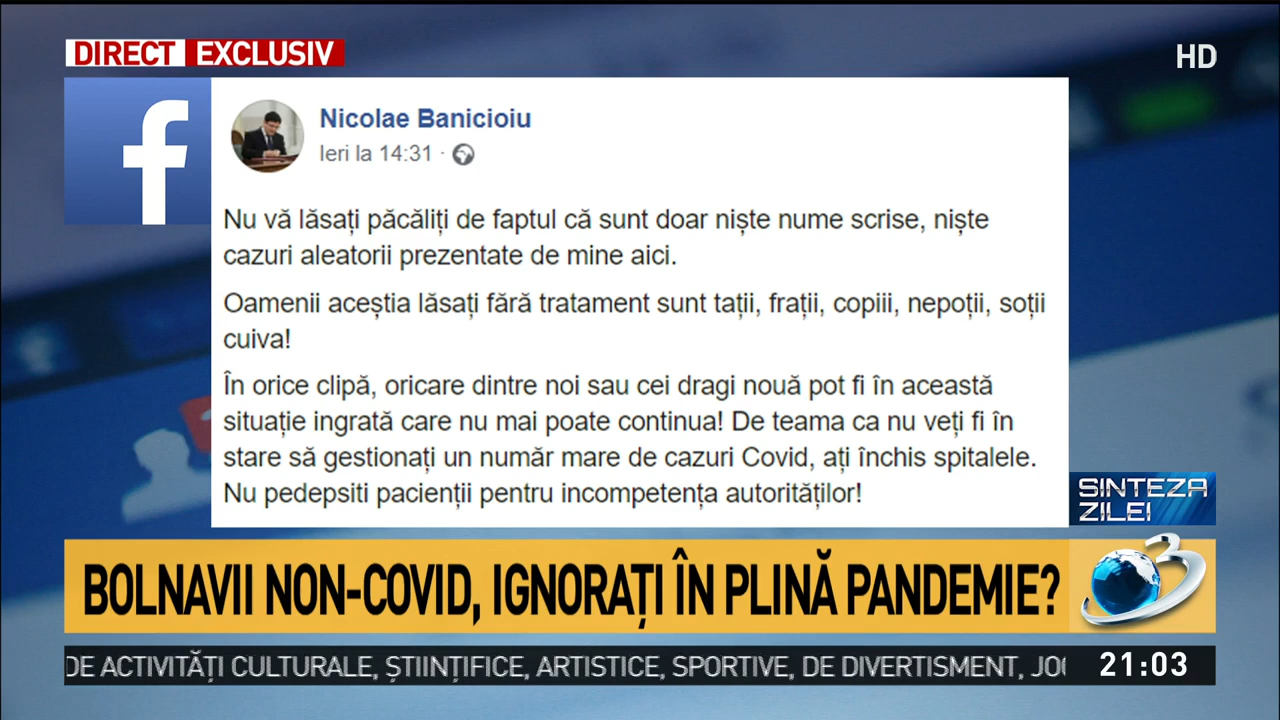 DIRECT EXCLUSIV
HD
Nicolae Banicioiu
Ieri la 14:31 ·
Nu vă lăsați păcăliți de faptul că sunt doar niște nume scrise, niște
cazuri aleatorii prezentate de mine aici.
Oamenii aceștia lăsați fără tratament sunt tații, frații, copiii, nepoții, soții
cuiva!
În orice clipă, oricare dintre noi sau cei dragi nouă pot fi în această
situație ingrată care nu mai poate continua! De teama ca nu veți fi în
stare să gestionați un număr mare de cazuri Covid, ați închis spitalele.
Nu pedepsiti pacienții pentru incompetența autorităților!
SINTEZA
ZILEI
BOLNAVII NON-COVID, IGNORAȚI ÎN PLINĂ PANDEMIE?
3
DE ACTIVITĂȚI CULTURALE, ȘTIINȚIFICE, ARTISTICE, SPORTIVE, DE DIVERTISMENT,
21:03